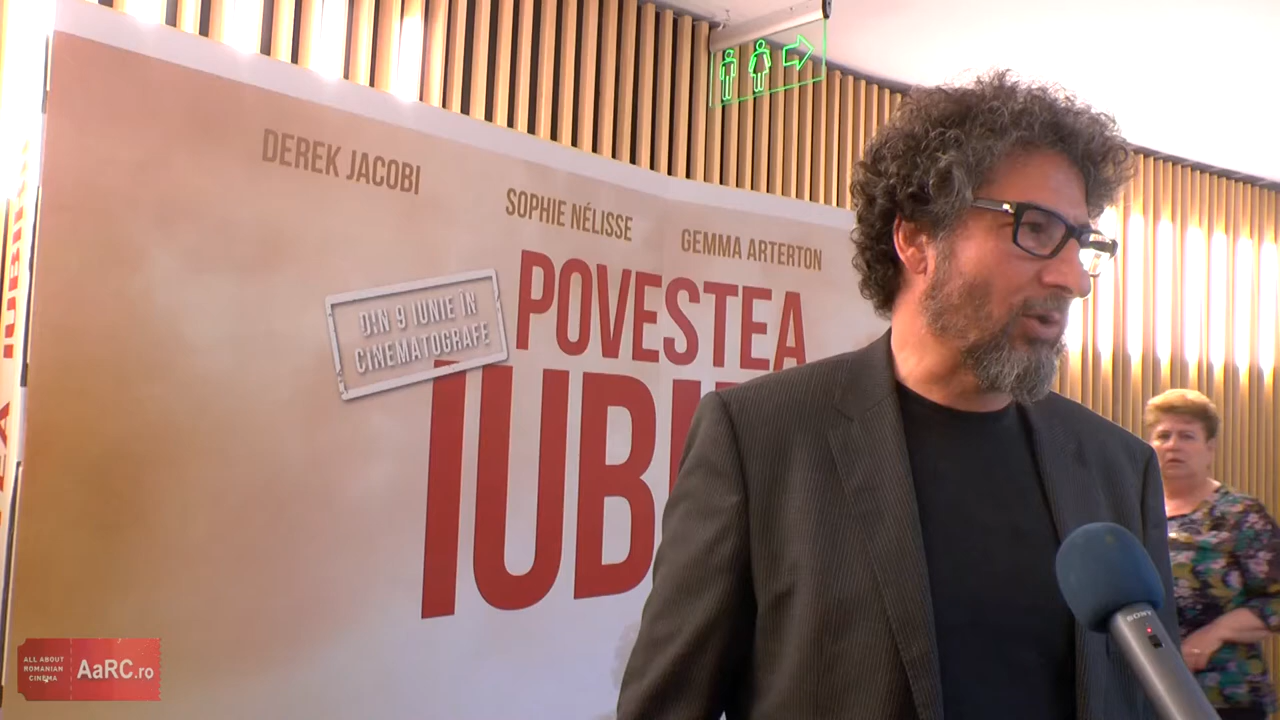 DEREK JACOBI
SOPHIE NÉLISSE
GEMMA ARTERTON
POVESTEA
DIN 9 IUNIE ÎN
CINEMATOGRAFE
SONY
ALL ABOUT
ROMANIAN
CINEMA
AaRC.ro